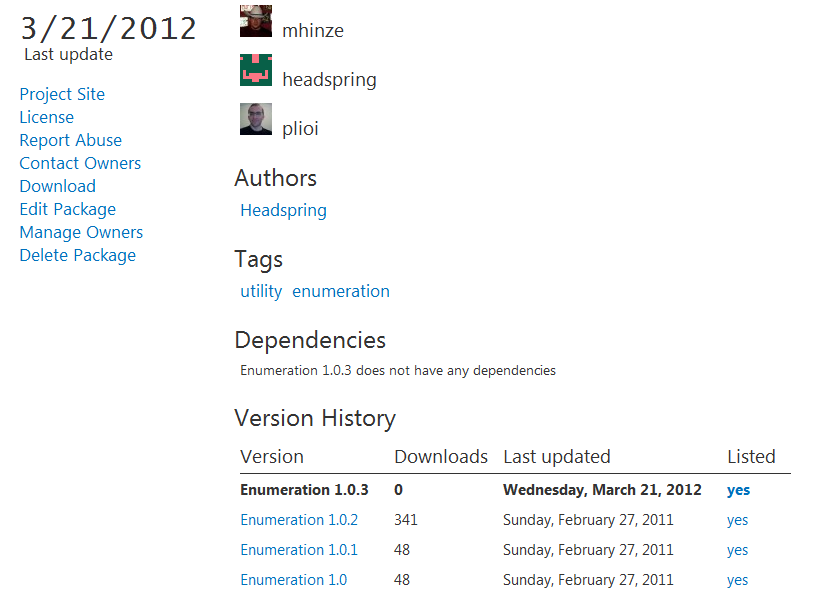 3/21/2012
Last update
Project Site
License
Report Abuse
Contact Owners
Download
Edit Package
Manage Owners
Delete Package
mhinze
headspring
plioi
Authors
Headspring
Tags
utility enumeration
Dependencies
Enumeration 1.0.3 does not have any dependencies
Version History
Version Downloads Last updated Listed
Enumeration 1.0.3 0 Wednesday, March 21, 2012 yes
Enumeration 1.0.2 341 Sunday, February 27, 2011 yes
Enumeration 1.0.1 48 Sunday, February 27, 2011 yes
Enumeration 1.0 48 Sunday, February 27, 2011 yes